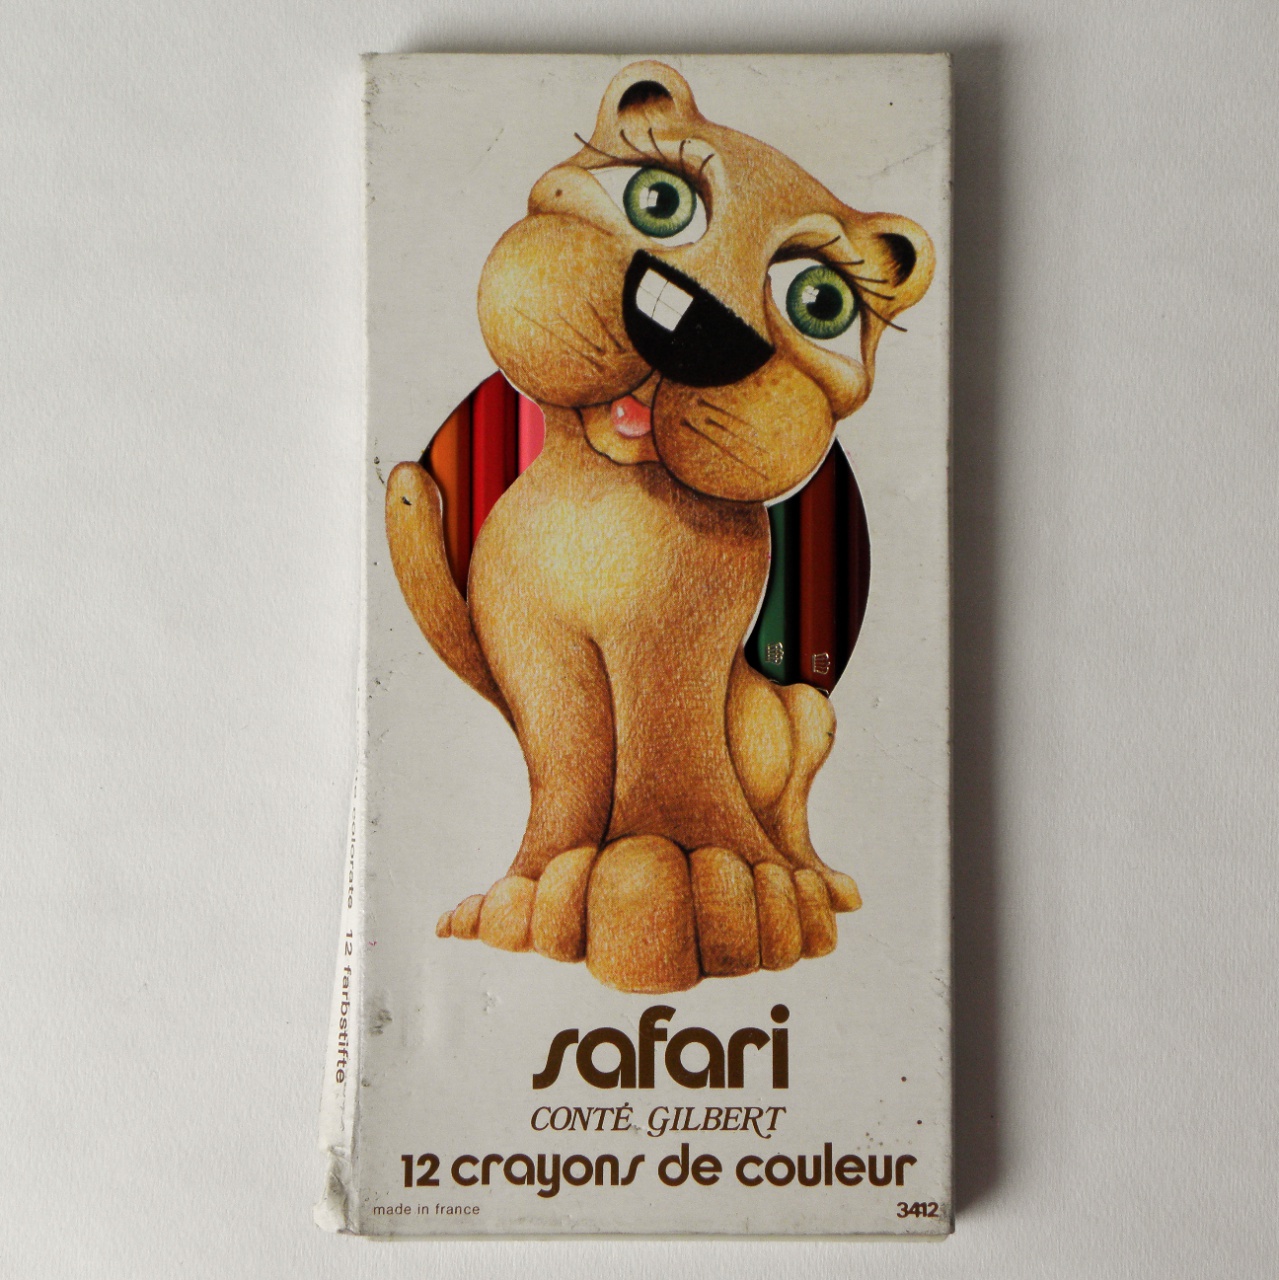 safari
CONTÉ GILBERT
12 crayons de couleur
made in france
3412
12 farbstifte